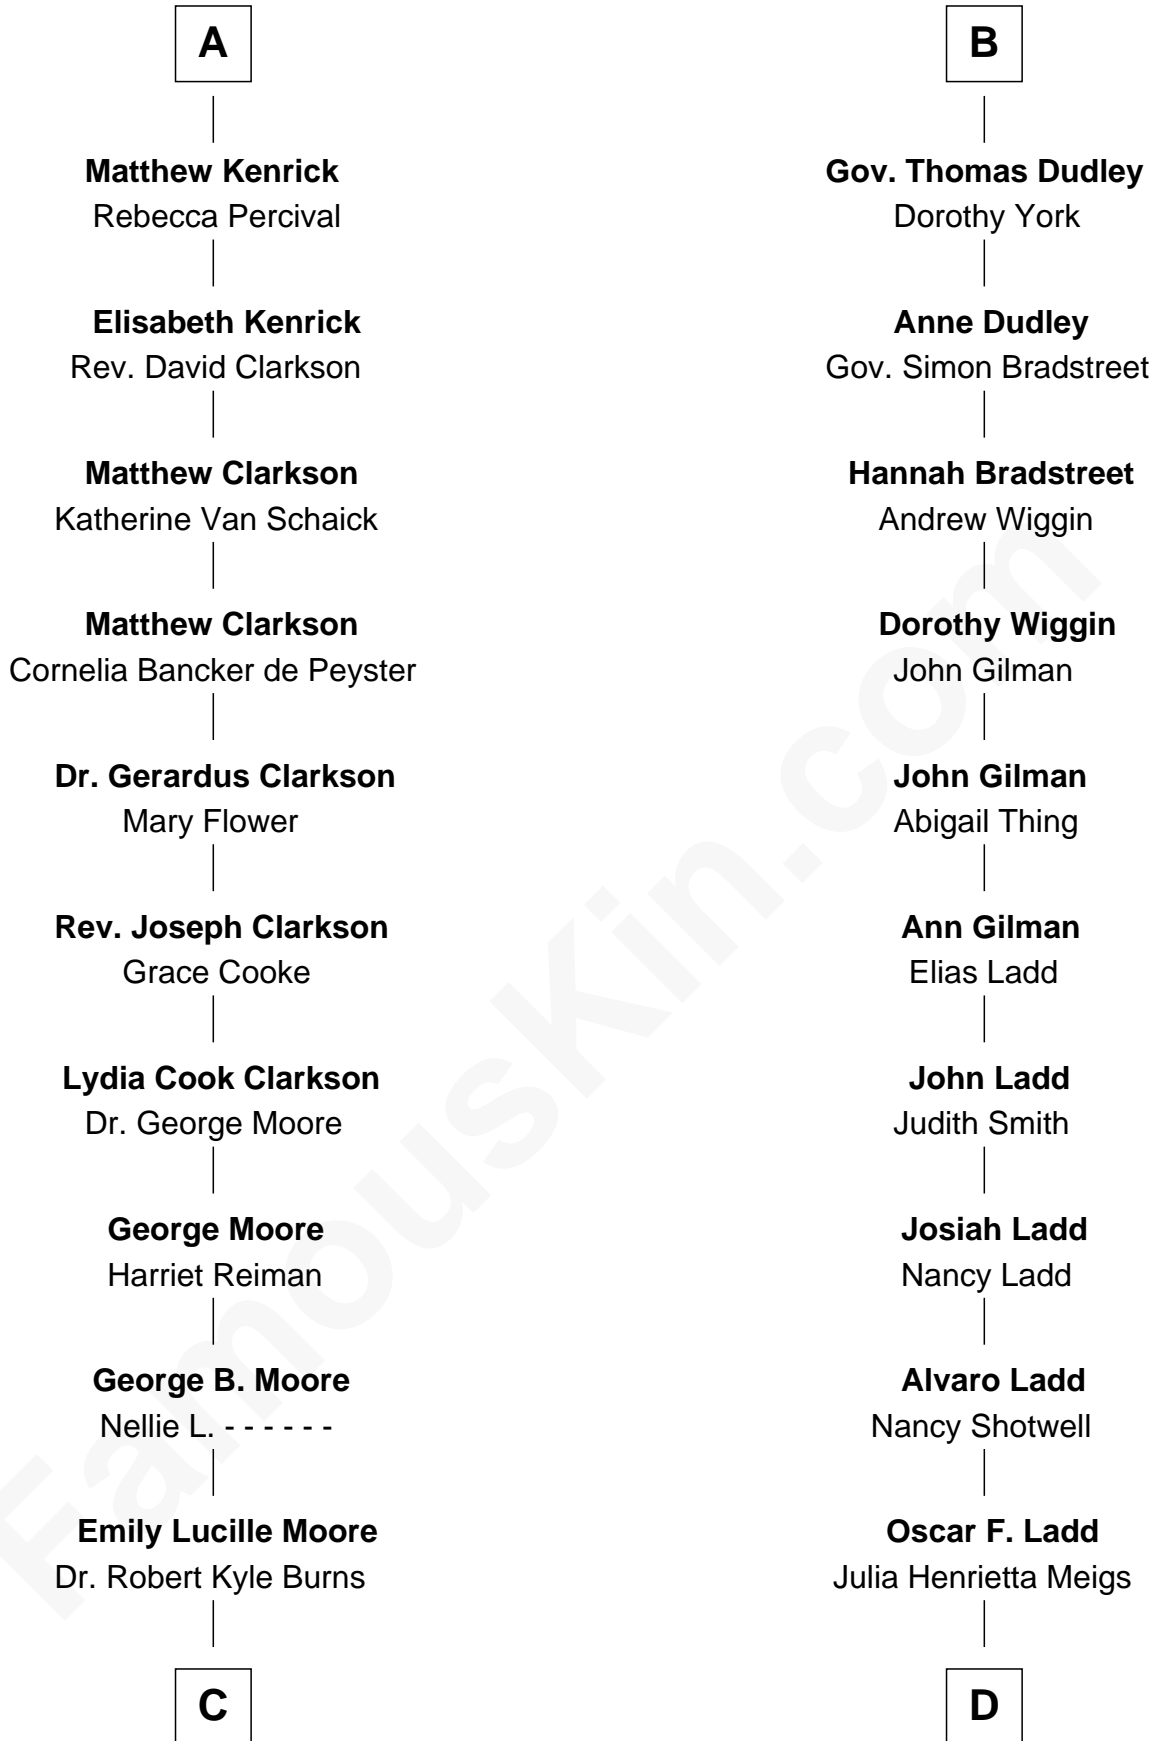 A
Matthew Kenrick
Rebecca Percival
Elisabeth Kenrick
Rev. David Clarkson
Matthew Clarkson
Katherine Van Schaick
Matthew Clarkson
Cornelia Bancker de Peyster
Dr. Gerardus Clarkson
Mary Flower
Rev. Joseph Clarkson
Grace Cooke
Lydia Cook Clarkson
Dr. George Moore
George Moore
Harriet Reiman
George B. Moore
Nellie L. - - - - - -
Emily Lucille Moore
Dr. Robert Kyle Burns
C
B
Gov. Thomas Dudley
Dorothy York
Anne Dudley
Gov. Simon Bradstreet
Hannah Bradstreet
Andrew Wiggin
Dorothy Wiggin
John Gilman
John Gilman
Abigail Thing
Ann Gilman
Elias Ladd
John Ladd
Judith Smith
Josiah Ladd
Nancy Ladd
Alvaro Ladd
Nancy Shotwell
Oscar F. Ladd
Julia Henrietta Meigs
D
FamousKin.com